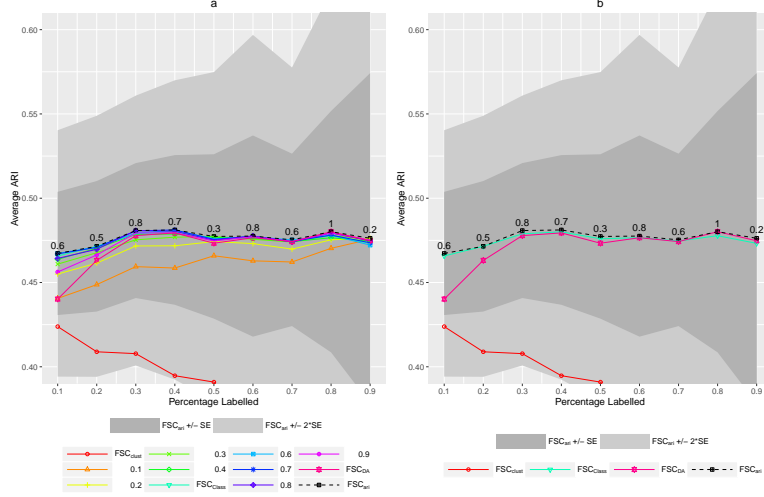 a
b
0.60
0.55
0.50
0.45
0.40
Average ARI
0.6 0.5 0.8 0.7 0.3 0.8 0.6 1 0.2
0.1 0.2 0.3 0.4 0.5 0.6 0.7 0.8 0.9
Percentage Labelled
FSCari +/− SE FSCari +/− 2*SE
FSCclust 0.3 0.6 0.9
0.1 0.4 0.7 FSCDA
0.2 FSCClass 0.8 FSCari
0.60
0.55
0.50
0.45
0.40
Average ARI
0.6 0.5 0.8 0.7 0.3 0.8 0.6 1 0.2
0.1 0.2 0.3 0.4 0.5 0.6 0.7 0.8 0.9
Percentage Labelled
FSCari +/− SE FSCari +/− 2*SE
FSCclust FSCClass FSCDA FSCari